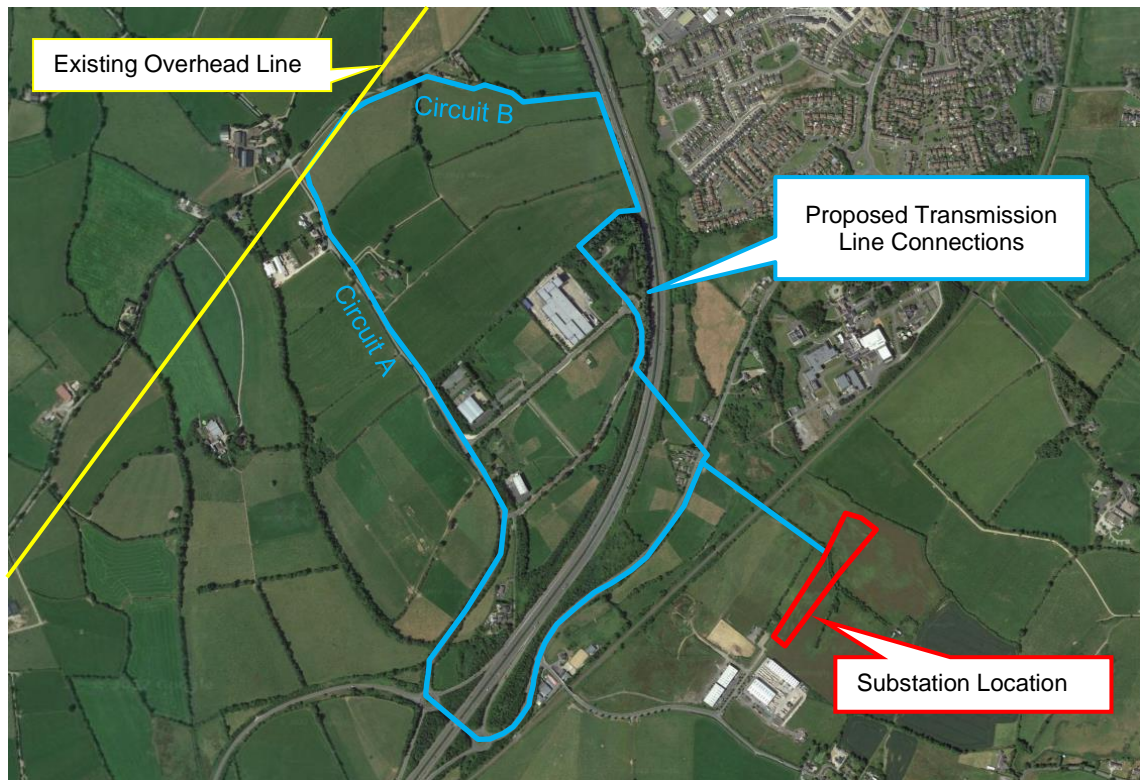 Existing Overhead Line
Circuit B
Proposed Transmission
Line Connections
Circuit A
Substation Location